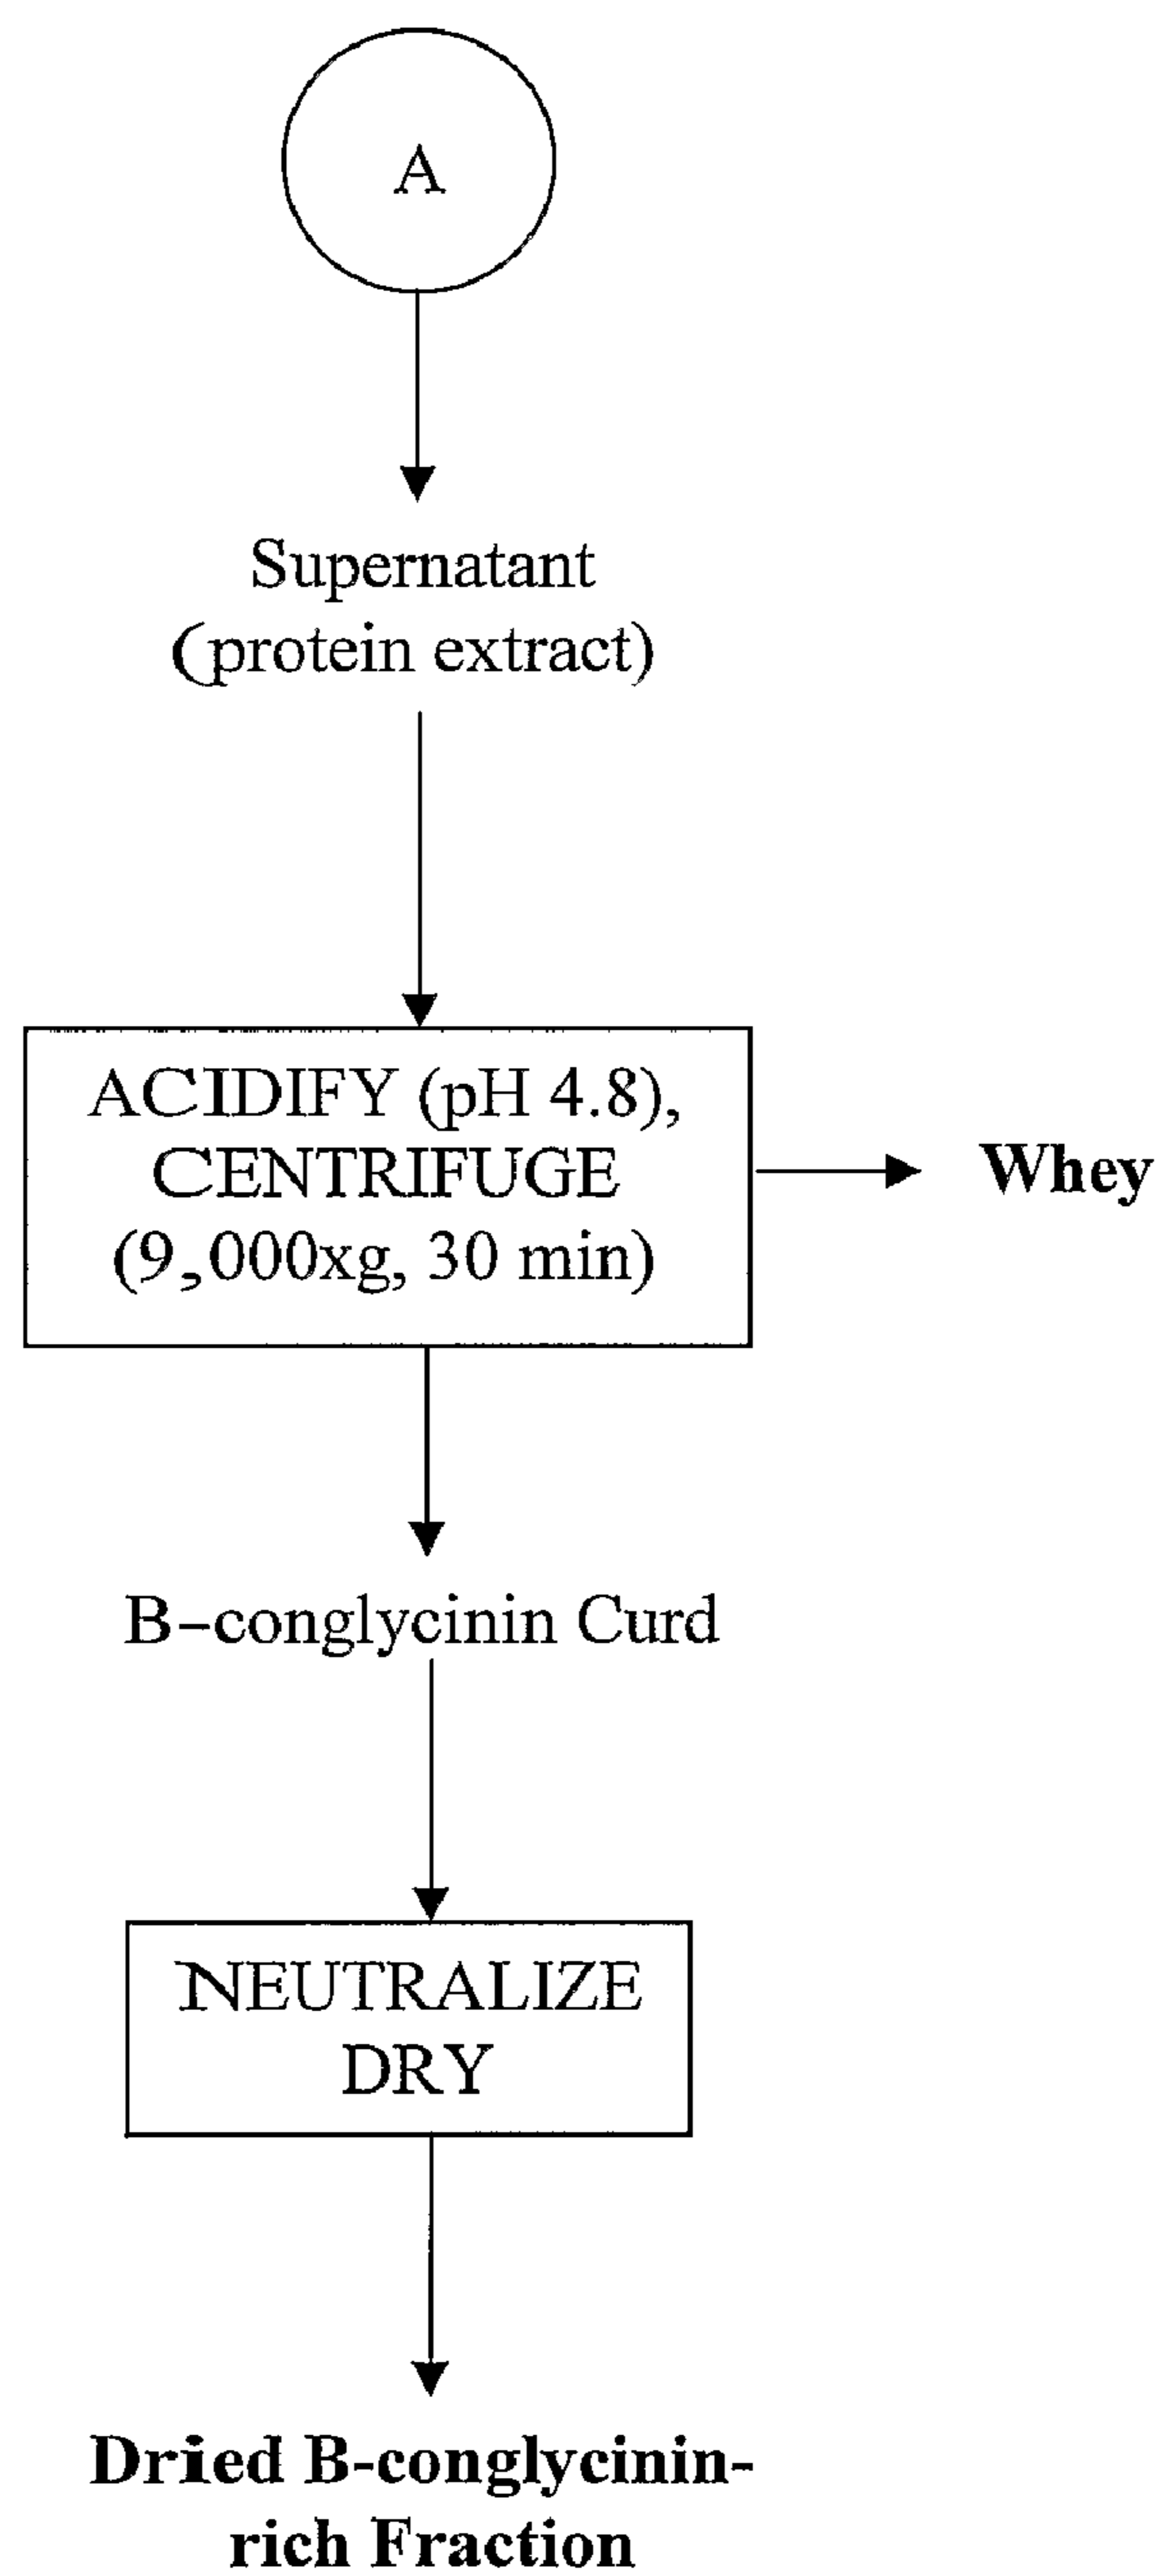 A
Supernatant
(protein extract)
ACIDIFY (pH 4.8),
CENTRIFUGE
(9,000xg, 30 min)
Whey
B-conglycinin Curd
NEUTRALIZE
DRY
Dried B-conglycinin-
rich Fraction